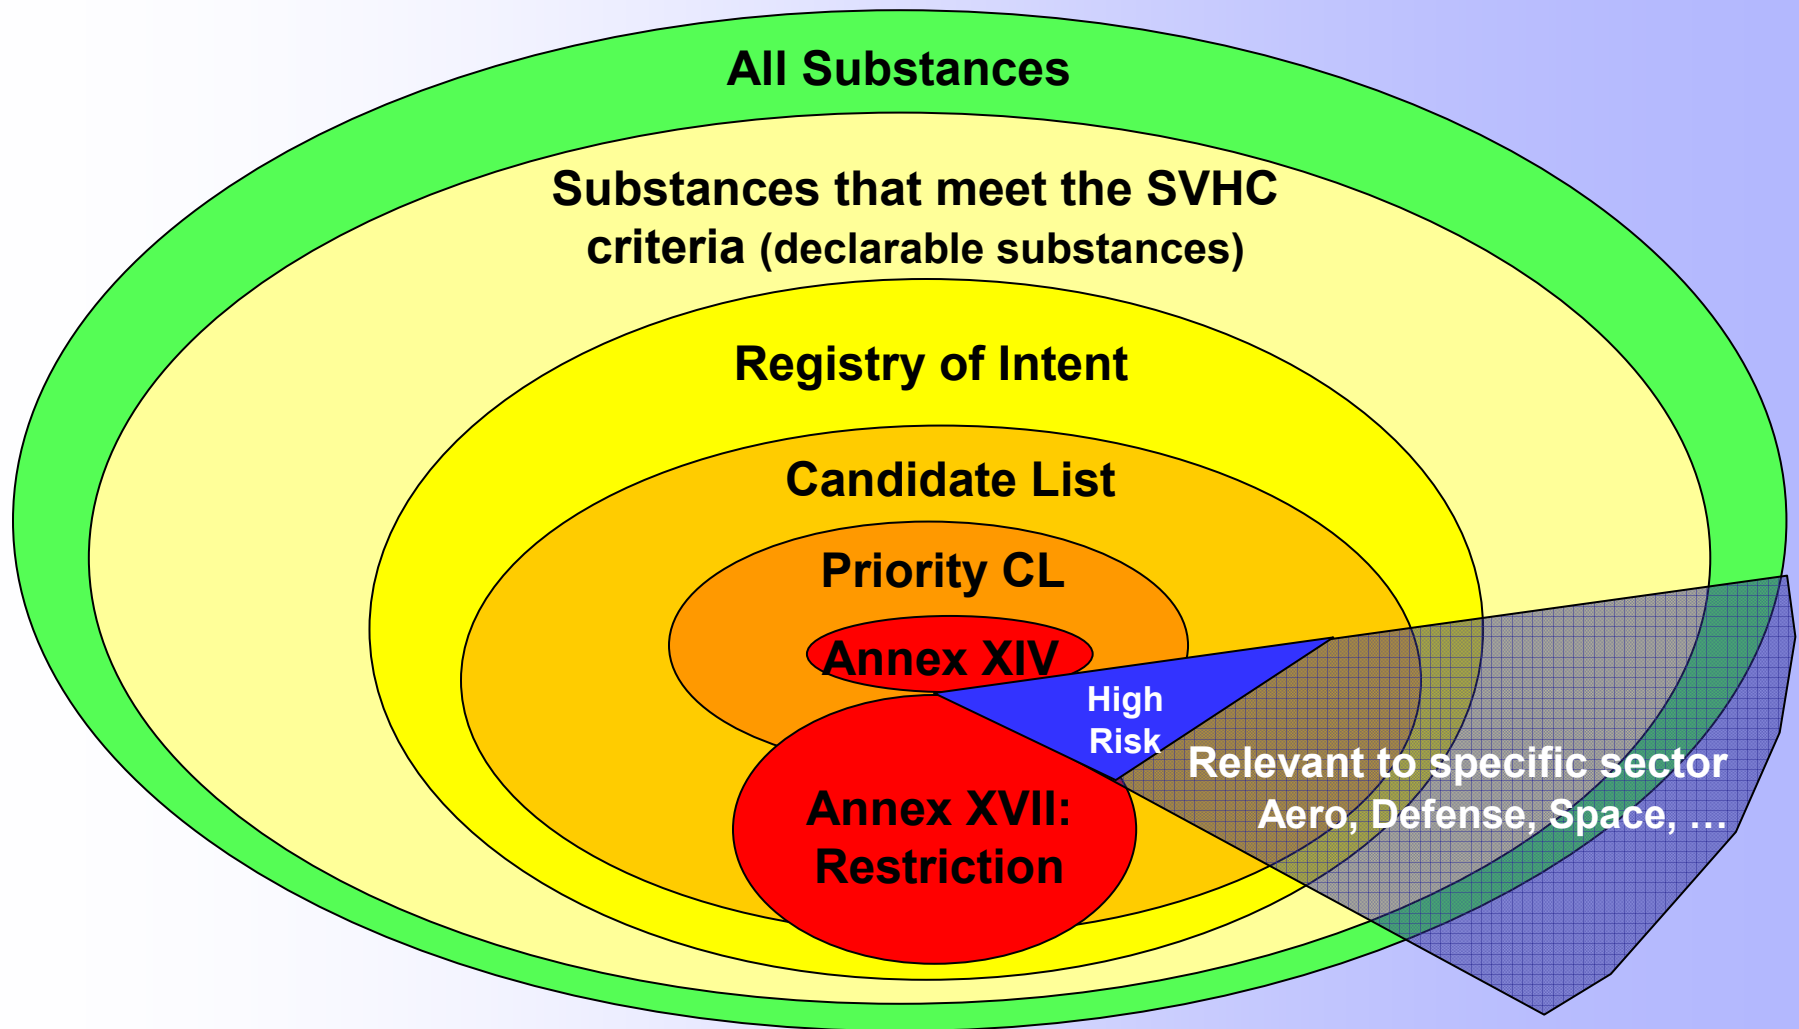 All Substances
Substances that meet the SVHC
criteria (declarable substances)
Registry of Intent
Candidate List
Priority CL
Annex XIV
High
Risk
Relevant to specific sector
Aero, Defense, Space, …
Annex XVII:
Restriction